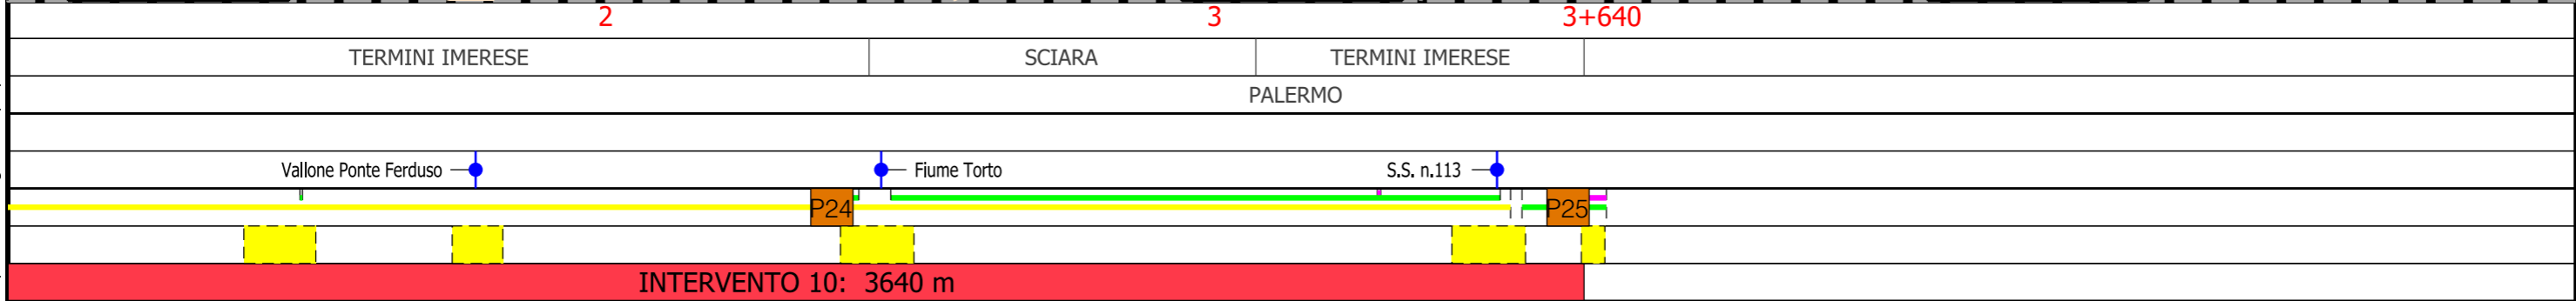 2 3 3+640
TERMINI IMERESE SCIARA TERMINI IMERESE
PALERMO
Vallone Ponte Ferduso Fiume Torto S.S. n.113
P24 P25
INTERVENTO 10: 3640 m